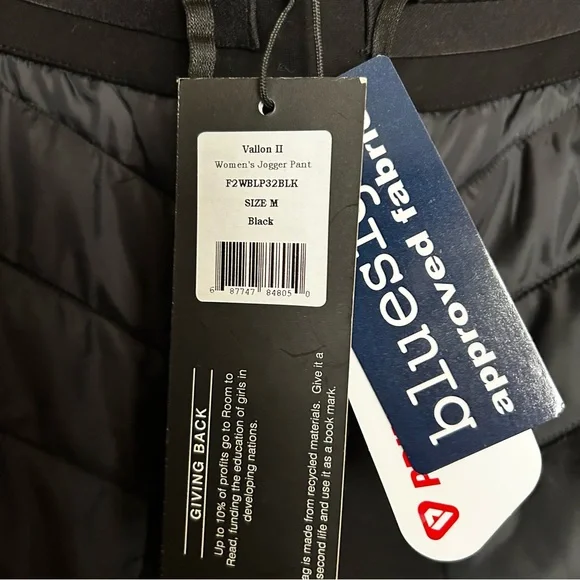 Vallon II
Women's Jogger Pant
F2WBLP32BLK
SIZE M
Black
6 87747 84805 0
GIVING BACK
Up to 10% of profits go to Room to
Read, funding the education of girls in
developing nations.
ag is made from recycled materials. Give it a
second life and use it as a book mark.
bluesig
approved fabric